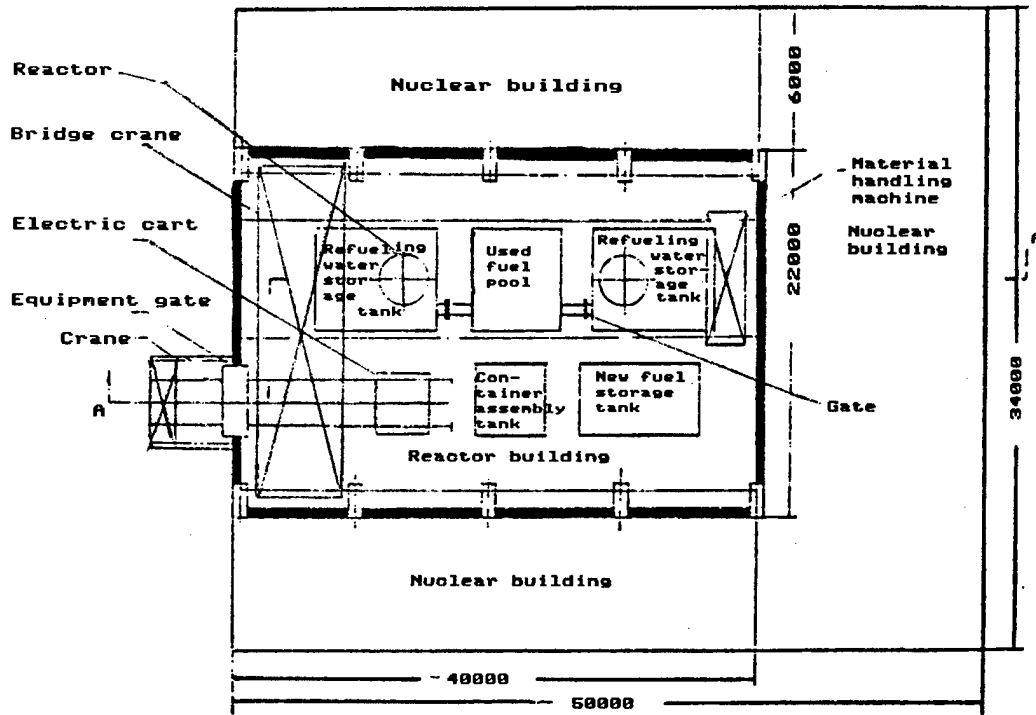 Reactor
Bridge crane
Electric cart
Equipment gate
Crane
A
Nuclear building
6000
22000
34000
Material
handling
machine
Nuclear
building
A
Refueling
water
stor-
age
tank
Used
fuel
pool
Refueling
water
stor-
age
tank
Con-
tainer
assembly
tank
New fuel
storage
tank
Gate
Reactor building
Nuclear building
40000
50000